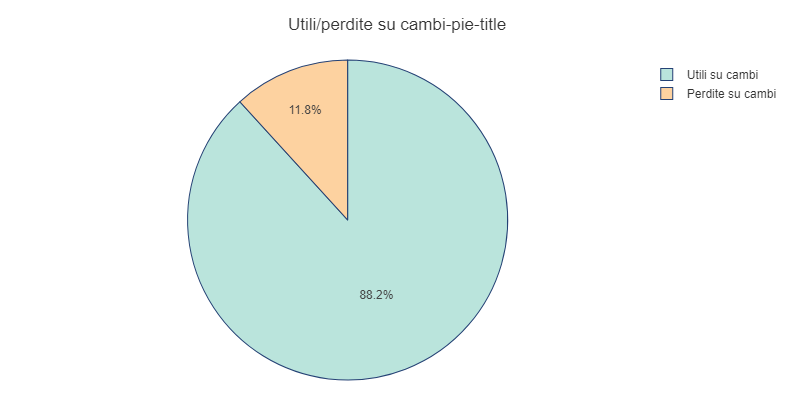 Utili/perdite su cambi-pie-title
Utili su cambi
Perdite su cambi
11.8%
88.2%